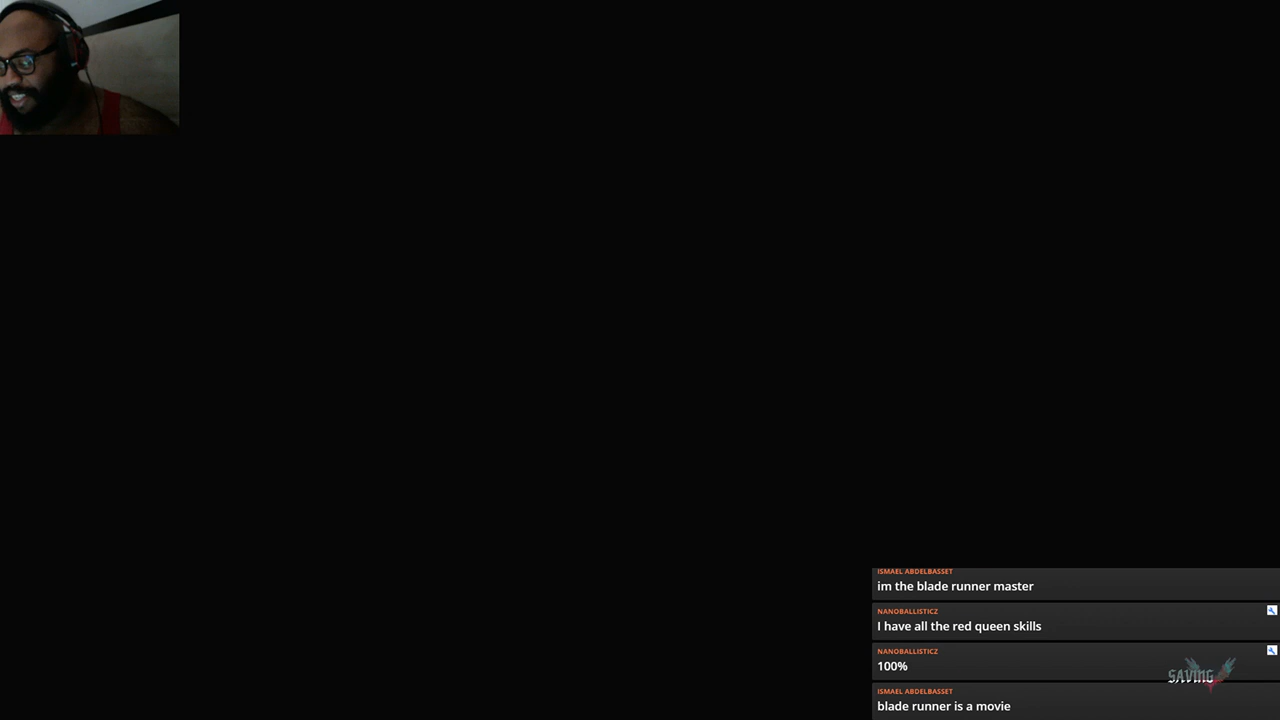 ISMAEL ABDELBASSET
im the blade runner master
NANOBALLISTICZ
I have all the red queen skills
NANOBALLISTICZ
100%
SAVING
ISMAEL ABDELBASSET
blade runner is a movie